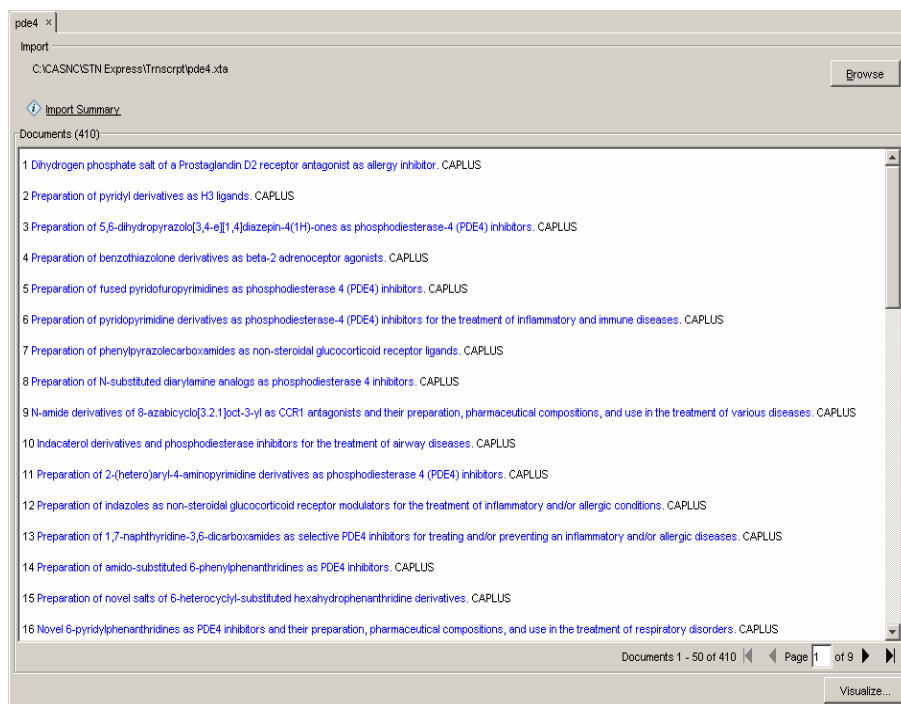 pde4 ×
Import
C:\CASNC\STN Express\Trnscrpt\pde4.xta
Browse
Import Summary
Documents (410)
1 Dihydrogen phosphate salt of a Prostaglandin D2 receptor antagonist as allergy inhibitor. CAPLUS
2 Preparation of pyridyl derivatives as H3 ligands. CAPLUS
3 Preparation of 5,6-dihydropyrazolo[3,4-e][1,4]diazepin-4(1H)-ones as phosphodiesterase-4 (PDE4) inhibitors. CAPLUS
4 Preparation of benzothiazolone derivatives as beta-2 adrenoceptor agonists. CAPLUS
5 Preparation of fused pyridofuropyrimidines as phosphodiesterase 4 (PDE4) inhibitors. CAPLUS
6 Preparation of pyridopyrimidine derivatives as phosphodiesterase-4 (PDE4) inhibitors for the treatment of inflammatory and immune diseases. CAPLUS
7 Preparation of phenylpyrazolecarboxamides as non-steroidal glucocorticoid receptor ligands. CAPLUS
8 Preparation of N-substituted diarylamine analogs as phosphodiesterase 4 inhibitors. CAPLUS
9 N-amide derivatives of 8-azabicyclo[3.2.1]oct-3-yl as CCR1 antagonists and their preparation, pharmaceutical compositions, and use in the treatment of various diseases. CAPLUS
10 Indacaterol derivatives and phosphodiesterase inhibitors for the treatment of airway diseases. CAPLUS
11 Preparation of 2-(hetero)aryl-4-aminopyrimidine derivatives as phosphodiesterase 4 (PDE4) inhibitors. CAPLUS
12 Preparation of indazoles as non-steroidal glucocorticoid receptor modulators for the treatment of inflammatory and/or allergic conditions. CAPLUS
13 Preparation of 1,7-naphthyridine-3,6-dicarboxamides as selective PDE4 inhibitors for treating and/or preventing an inflammatory and/or allergic diseases. CAPLUS
14 Preparation of amido-substituted 6-phenylphenanthridines as PDE4 inhibitors. CAPLUS
15 Preparation of novel salts of 6-heterocyclyl-substituted hexahydrophenanthridine derivatives. CAPLUS
16 Novel 6-pyridylphenanthridines as PDE4 inhibitors and their preparation, pharmaceutical compositions, and use in the treatment of respiratory disorders. CAPLUS
Documents 1 - 50 of 410 Page 1 of 9
Visualize...